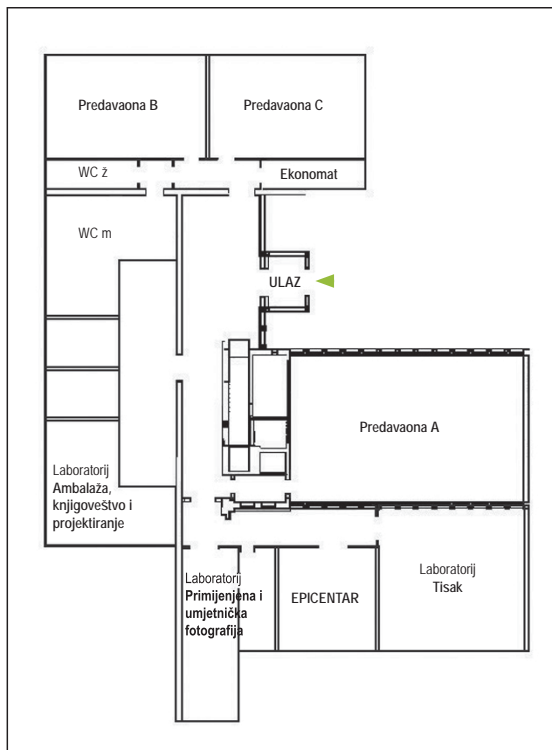 Predavaona B
Predavaona C
WC ž
Ekonomat
WC m
ULAZ
Predavaona A
Laboratorij
Ambalaža,
knjigoveštvo i
projektiranje
Laboratorij
Primijenjena i
umjetnička
fotografija
EPICENTAR
Laboratorij
Tisak